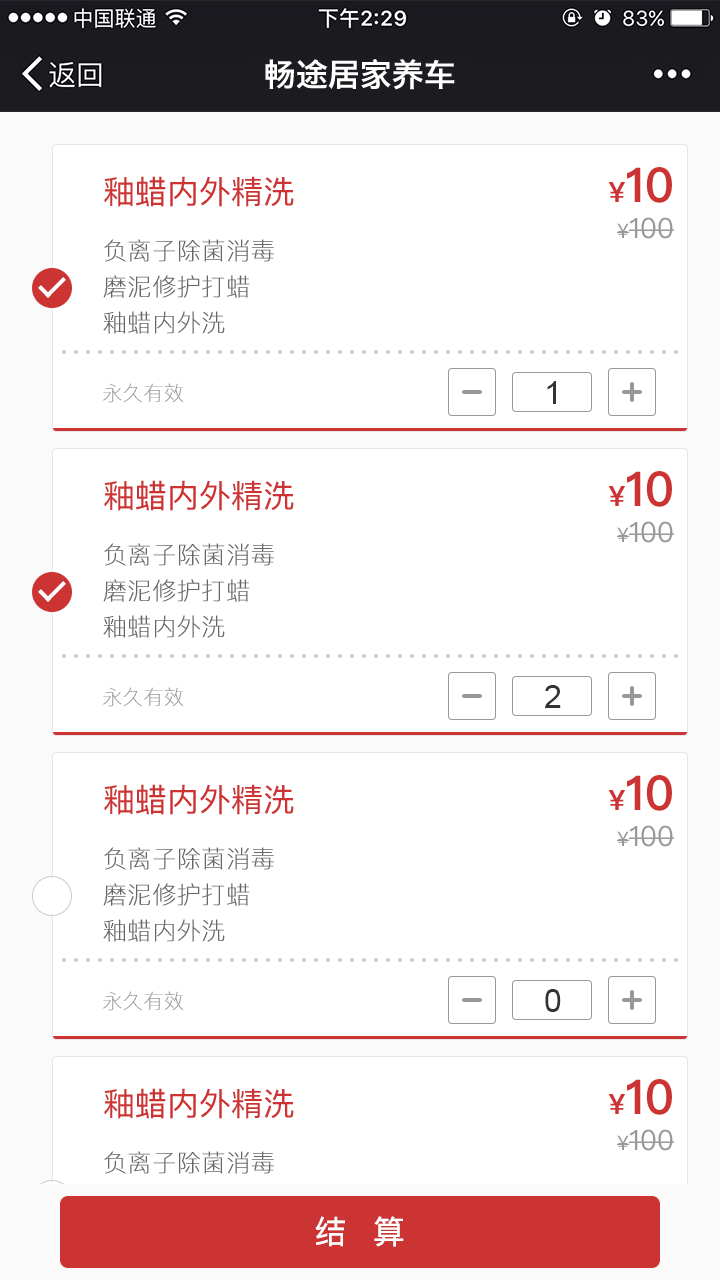 中国联通 下午2:29 83%
返回 畅途居家养车
釉蜡内外精洗 ¥10
¥100
负离子除菌消毒
磨泥修护打蜡
釉蜡内外洗
永久有效 1
釉蜡内外精洗 ¥10
¥100
负离子除菌消毒
磨泥修护打蜡
釉蜡内外洗
永久有效 2
釉蜡内外精洗 ¥10
¥100
负离子除菌消毒
磨泥修护打蜡
釉蜡内外洗
永久有效 0
釉蜡内外精洗 ¥10
¥100
负离子除菌消毒
结 算